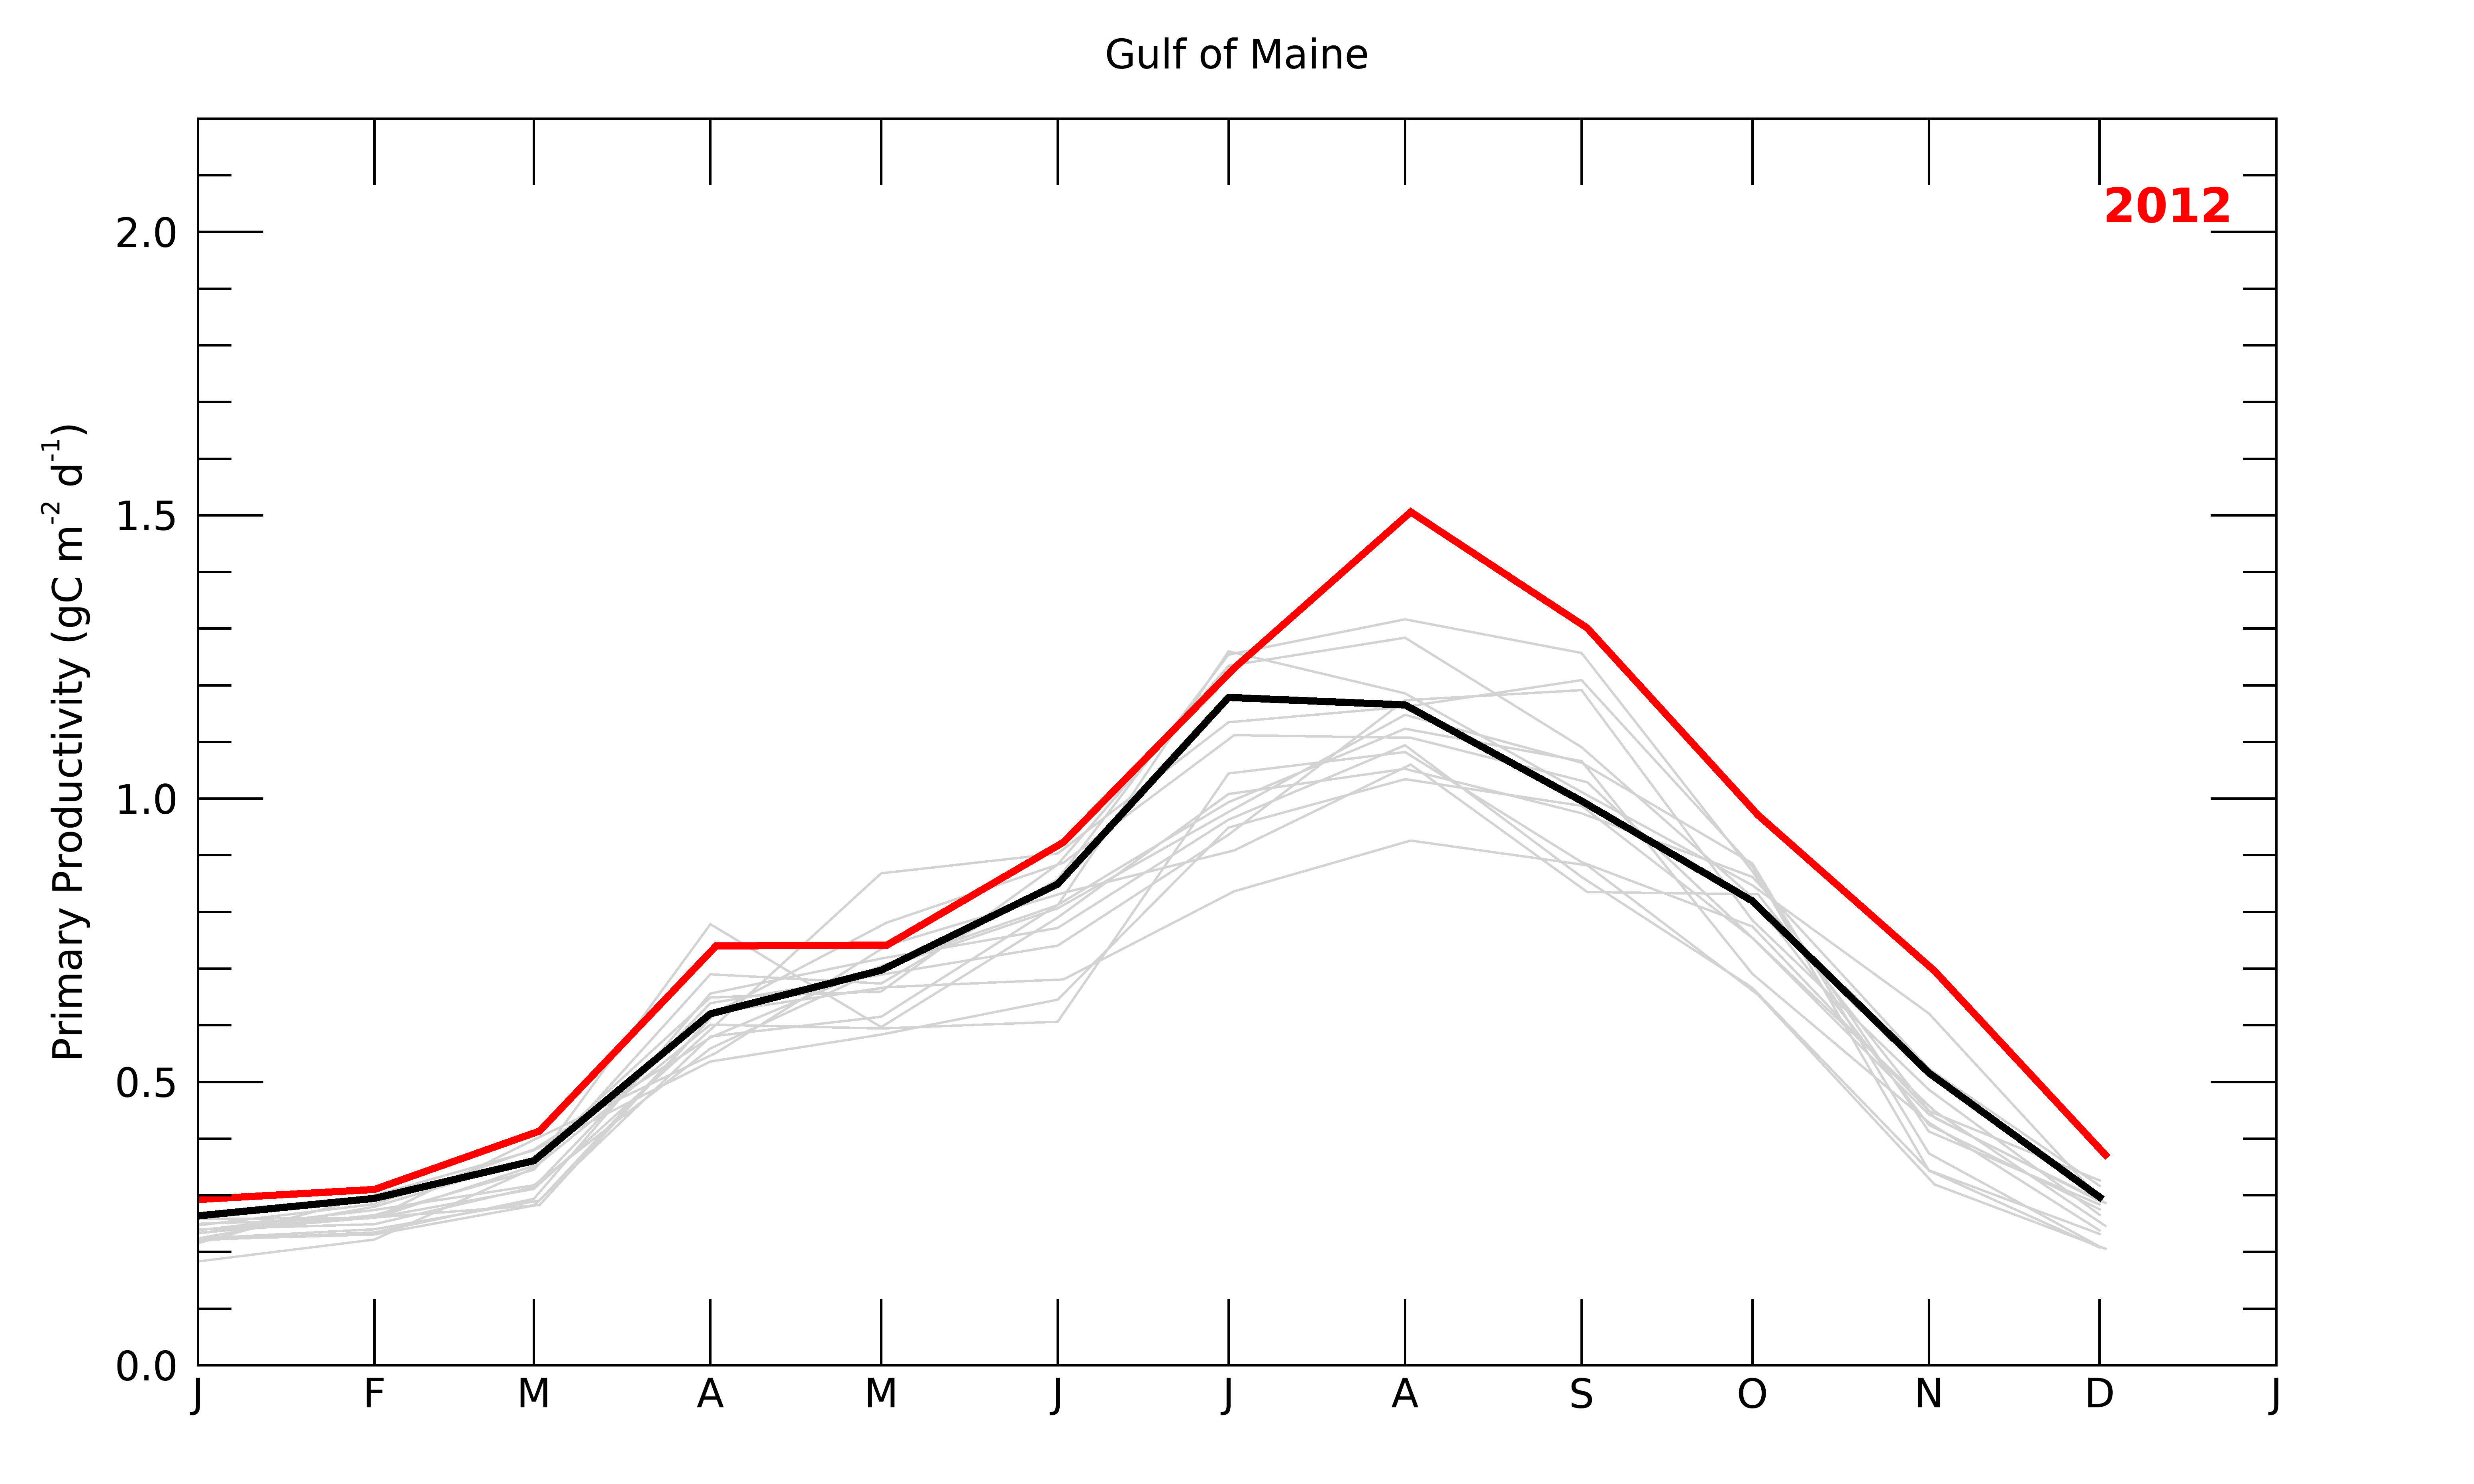 Gulf of Maine
2012
Primary Productivity (gC m⁻² d⁻¹)
2.0
1.5
1.0
0.5
0.0
J F M A M J J A S O N D J